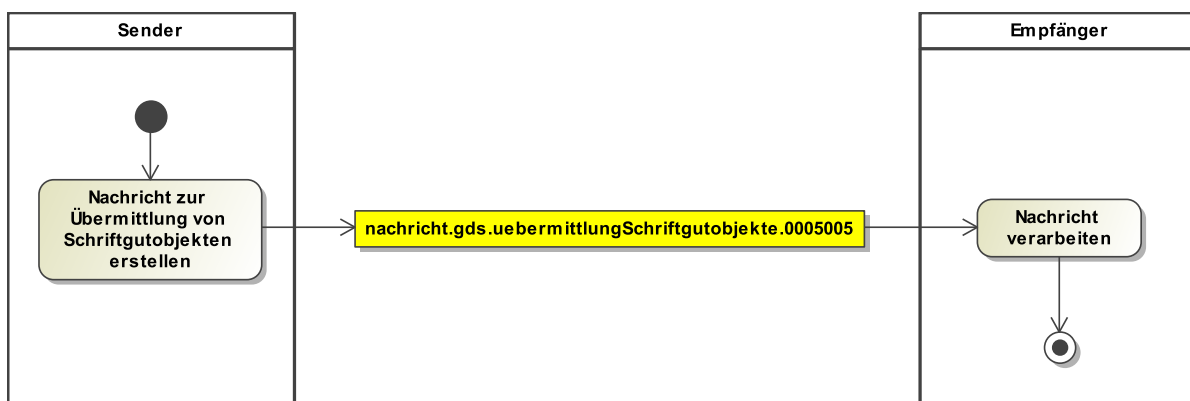 Sender
Empfänger
Nachricht zur
Übermittlung von
Schriftgutobjekten
erstellen
nachricht.gds.uebermittlungSchriftgutobjekte.0005005
Nachricht
verarbeiten